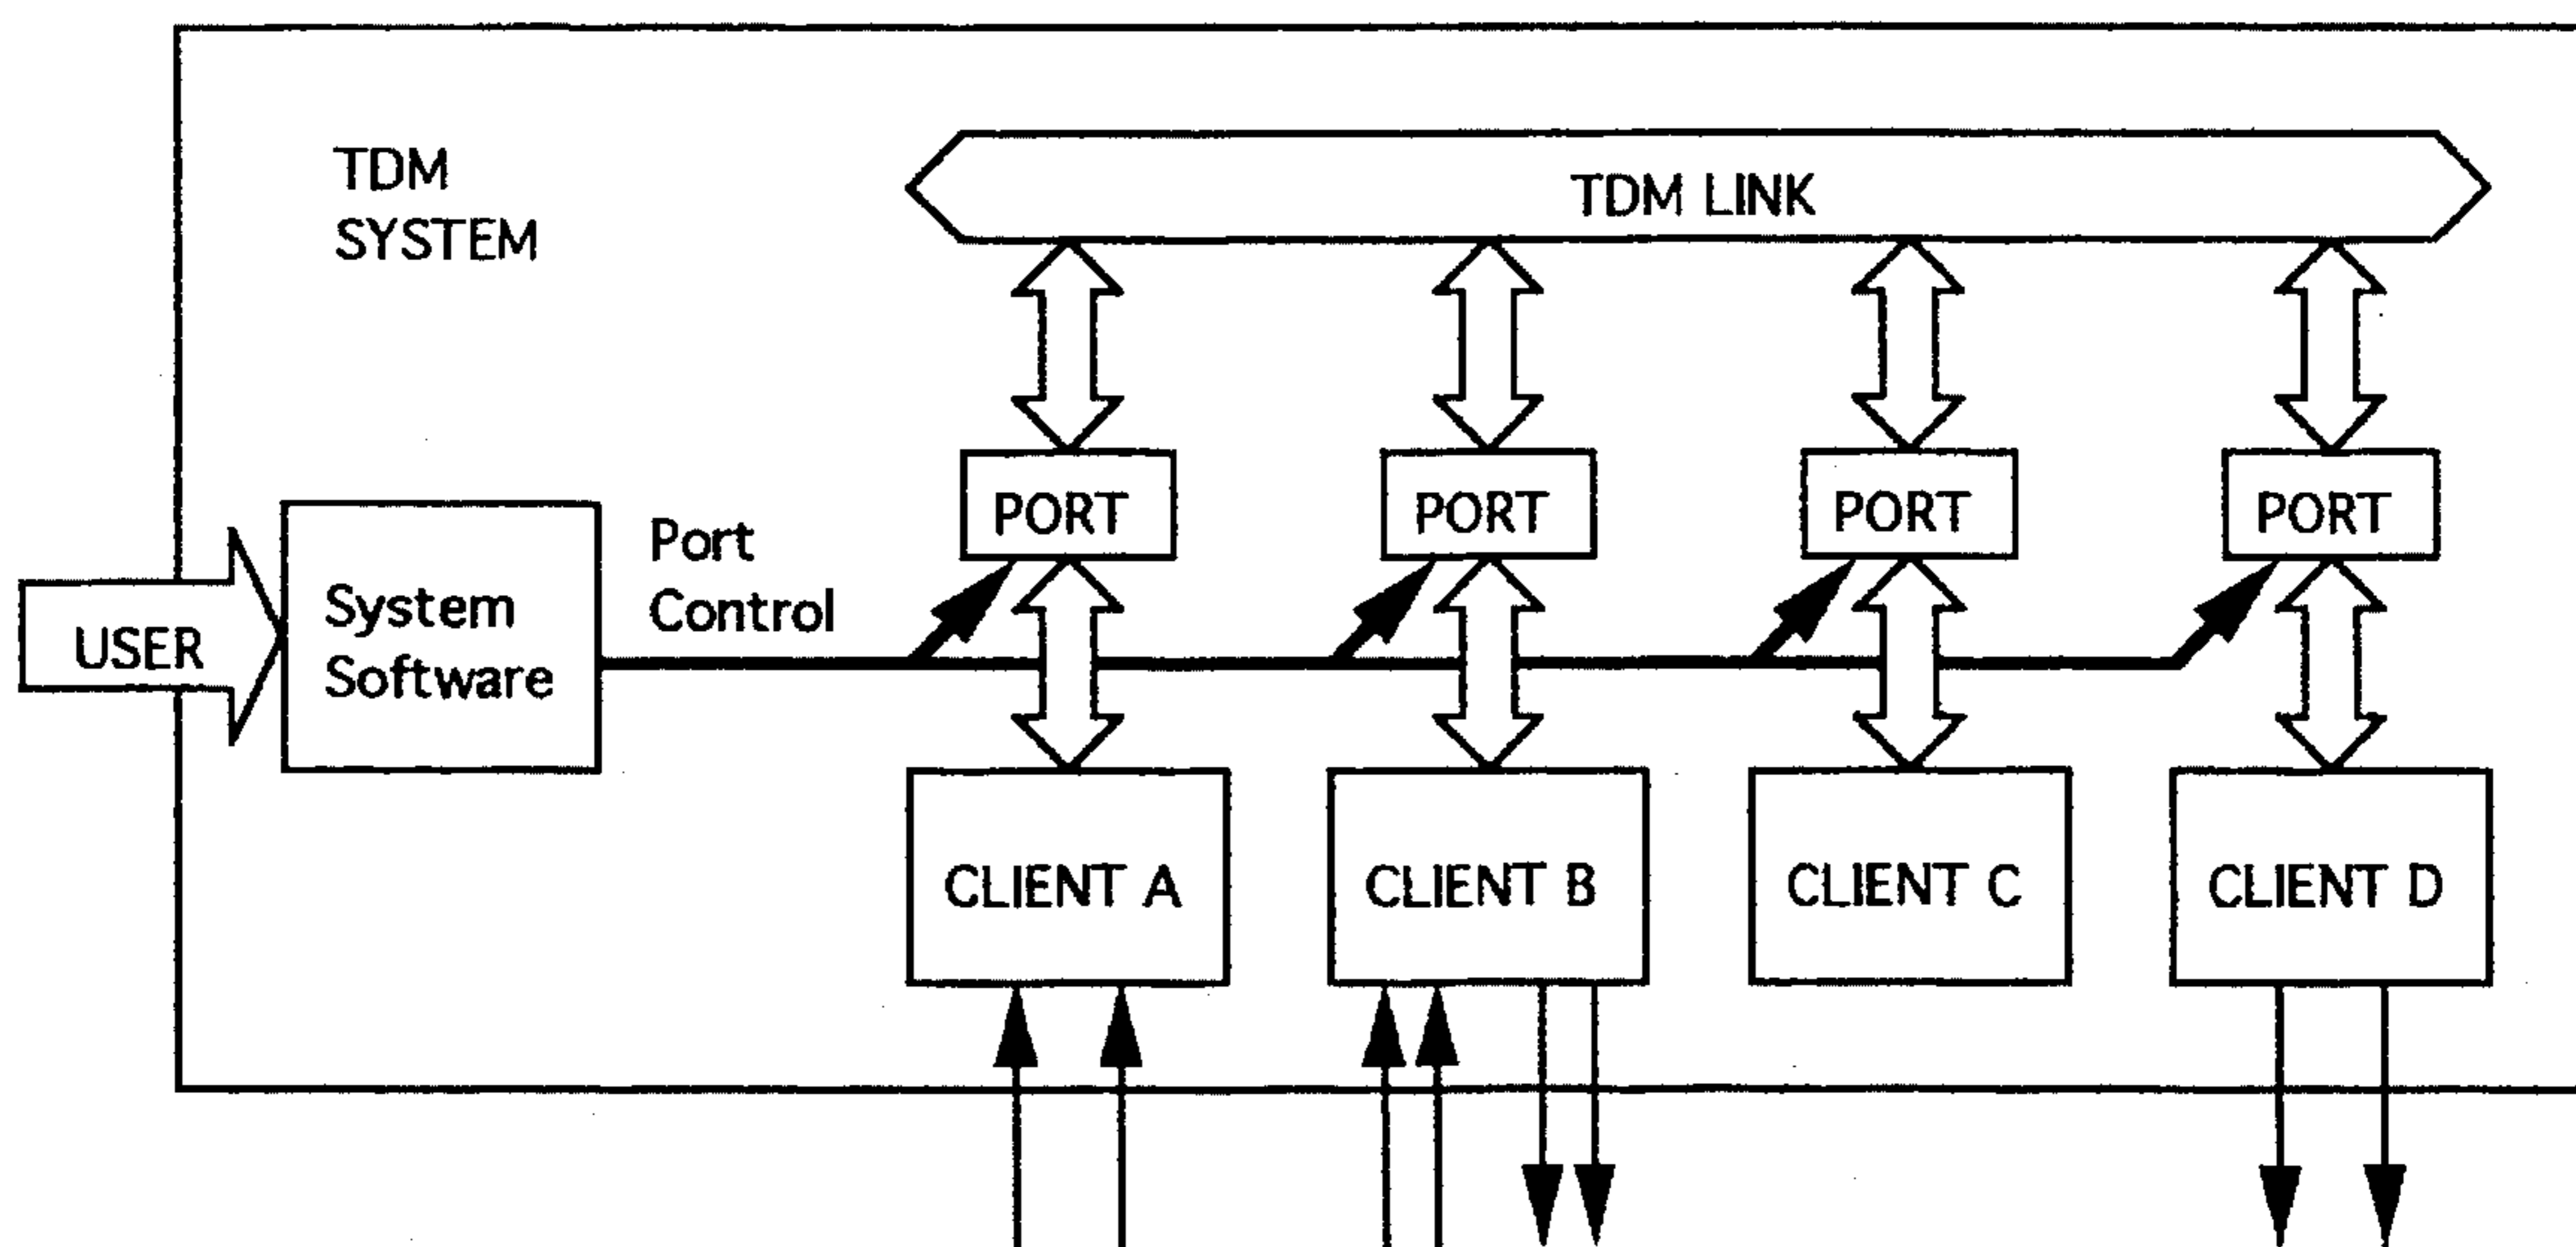 TDM
SYSTEM
TDM LINK
PORT
PORT
PORT
PORT
Port
Control
USER
System
Software
CLIENT A
CLIENT B
CLIENT C
CLIENT D